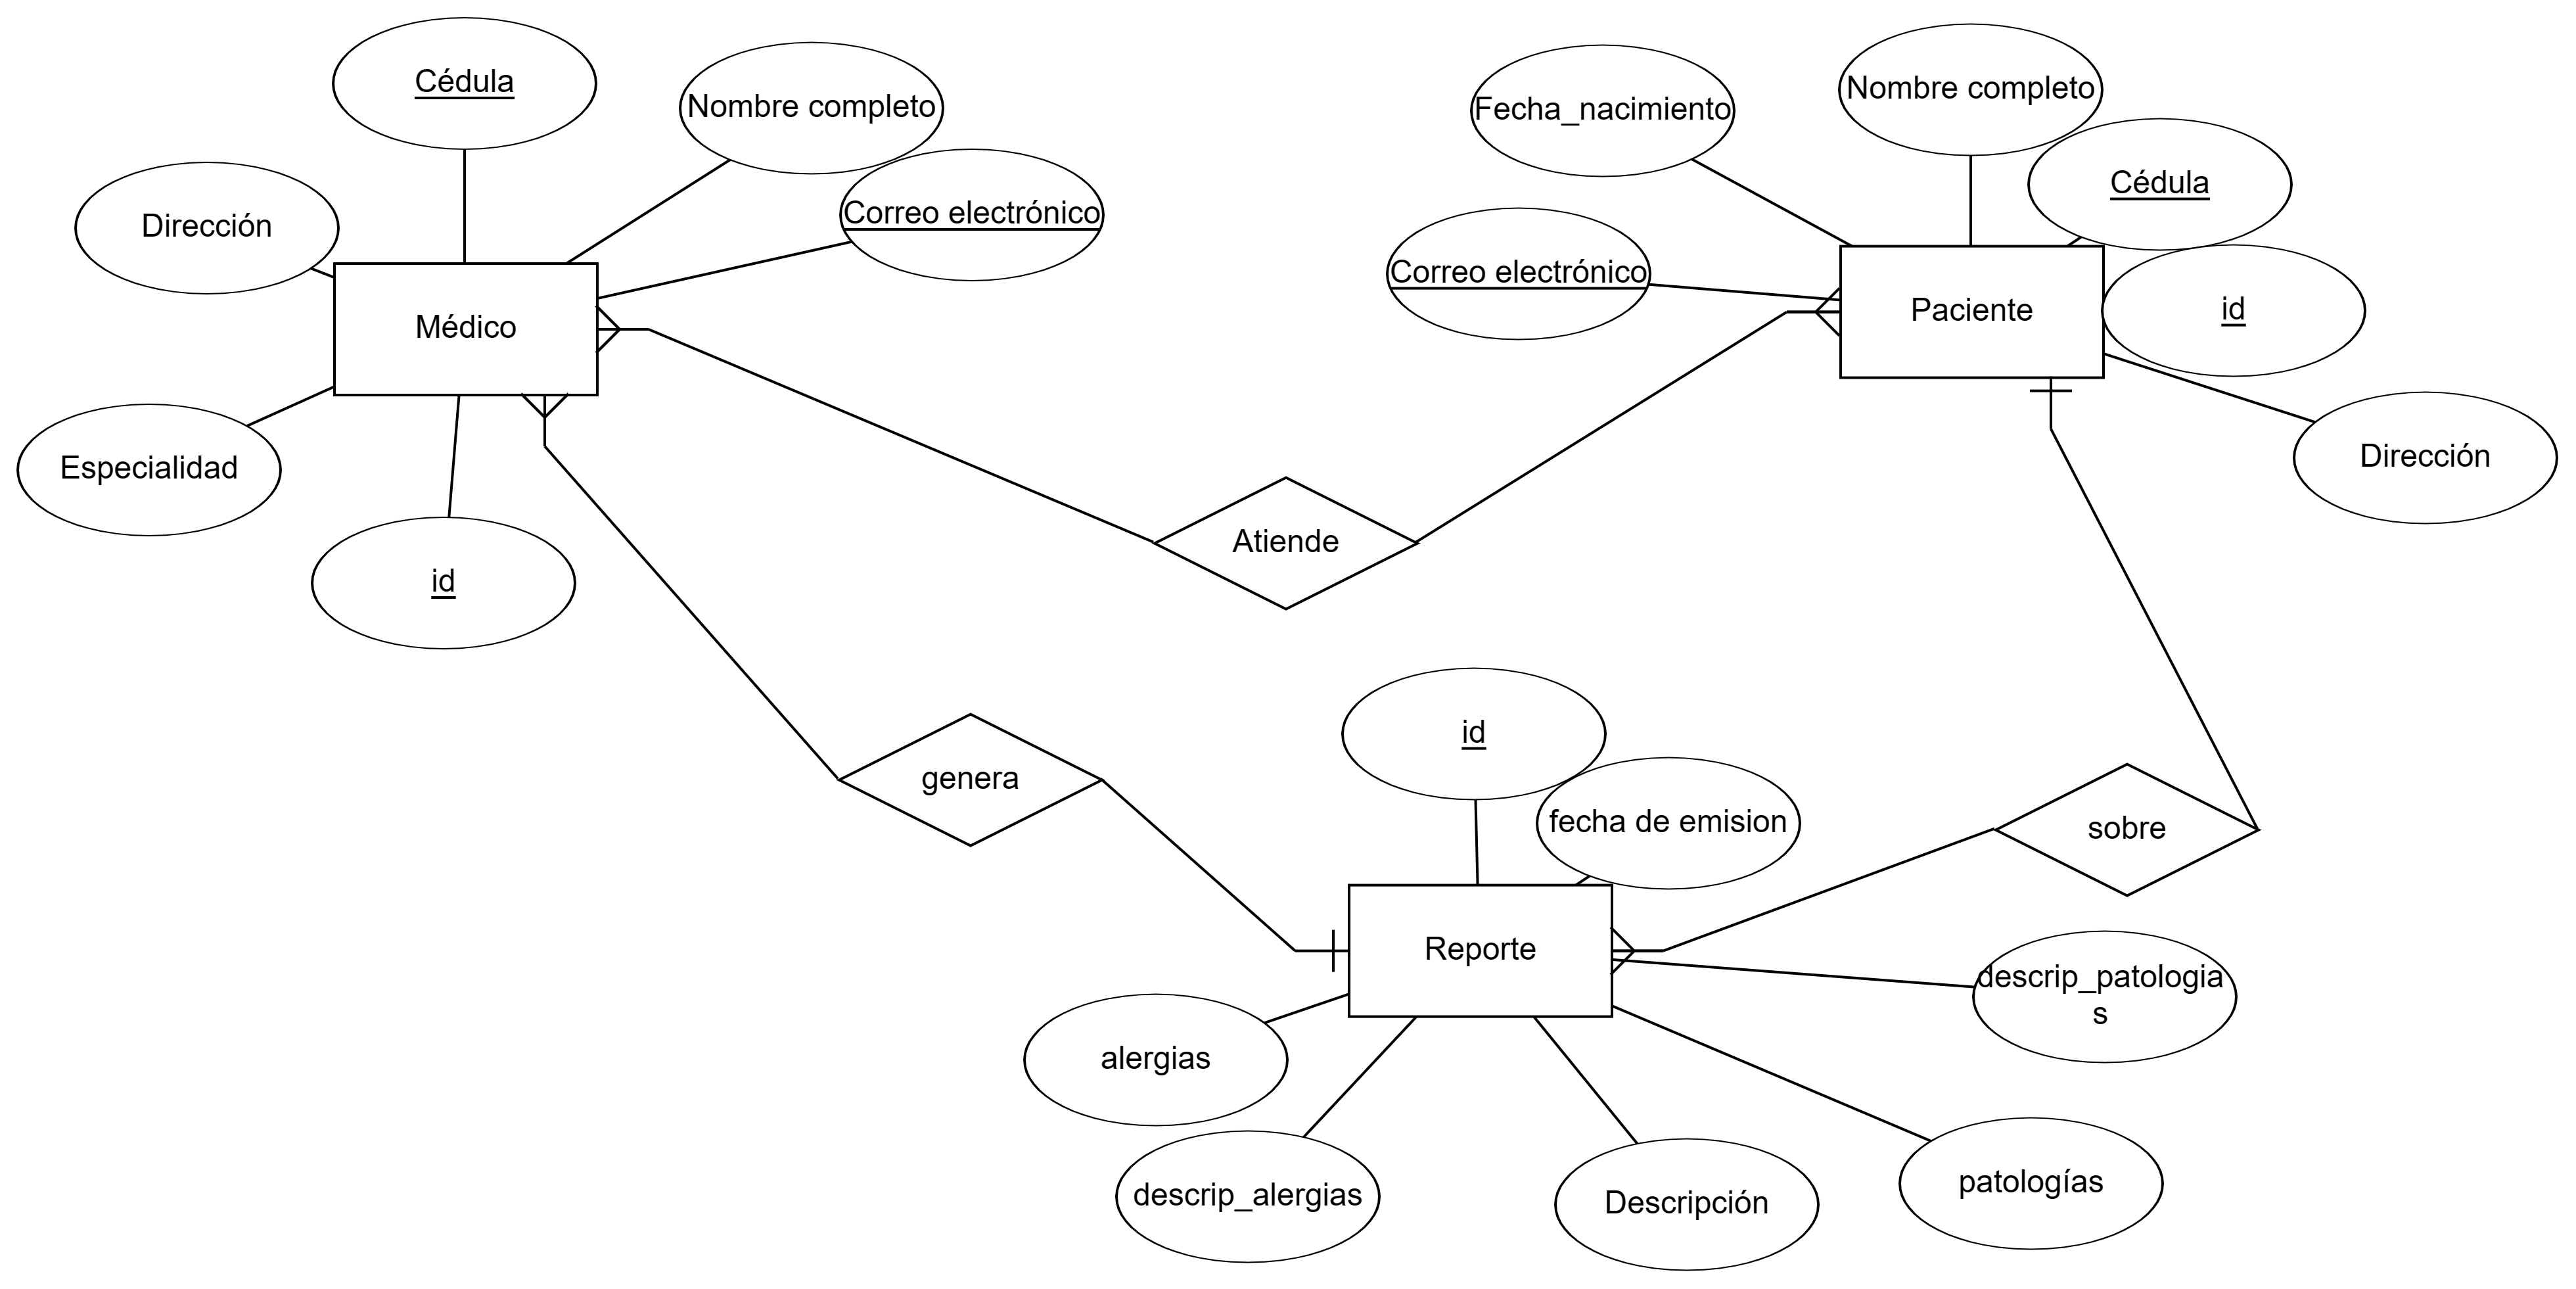 Cédula
Nombre completo
Correo electrónico
Dirección
Médico
Especialidad
id
Fecha_nacimiento
Nombre completo
Cédula
Correo electrónico
Paciente
id
Dirección
Atiende
genera
id
fecha de emision
sobre
Reporte
descrip_patologia
s
alergias
descrip_alergias
Descripción
patologías